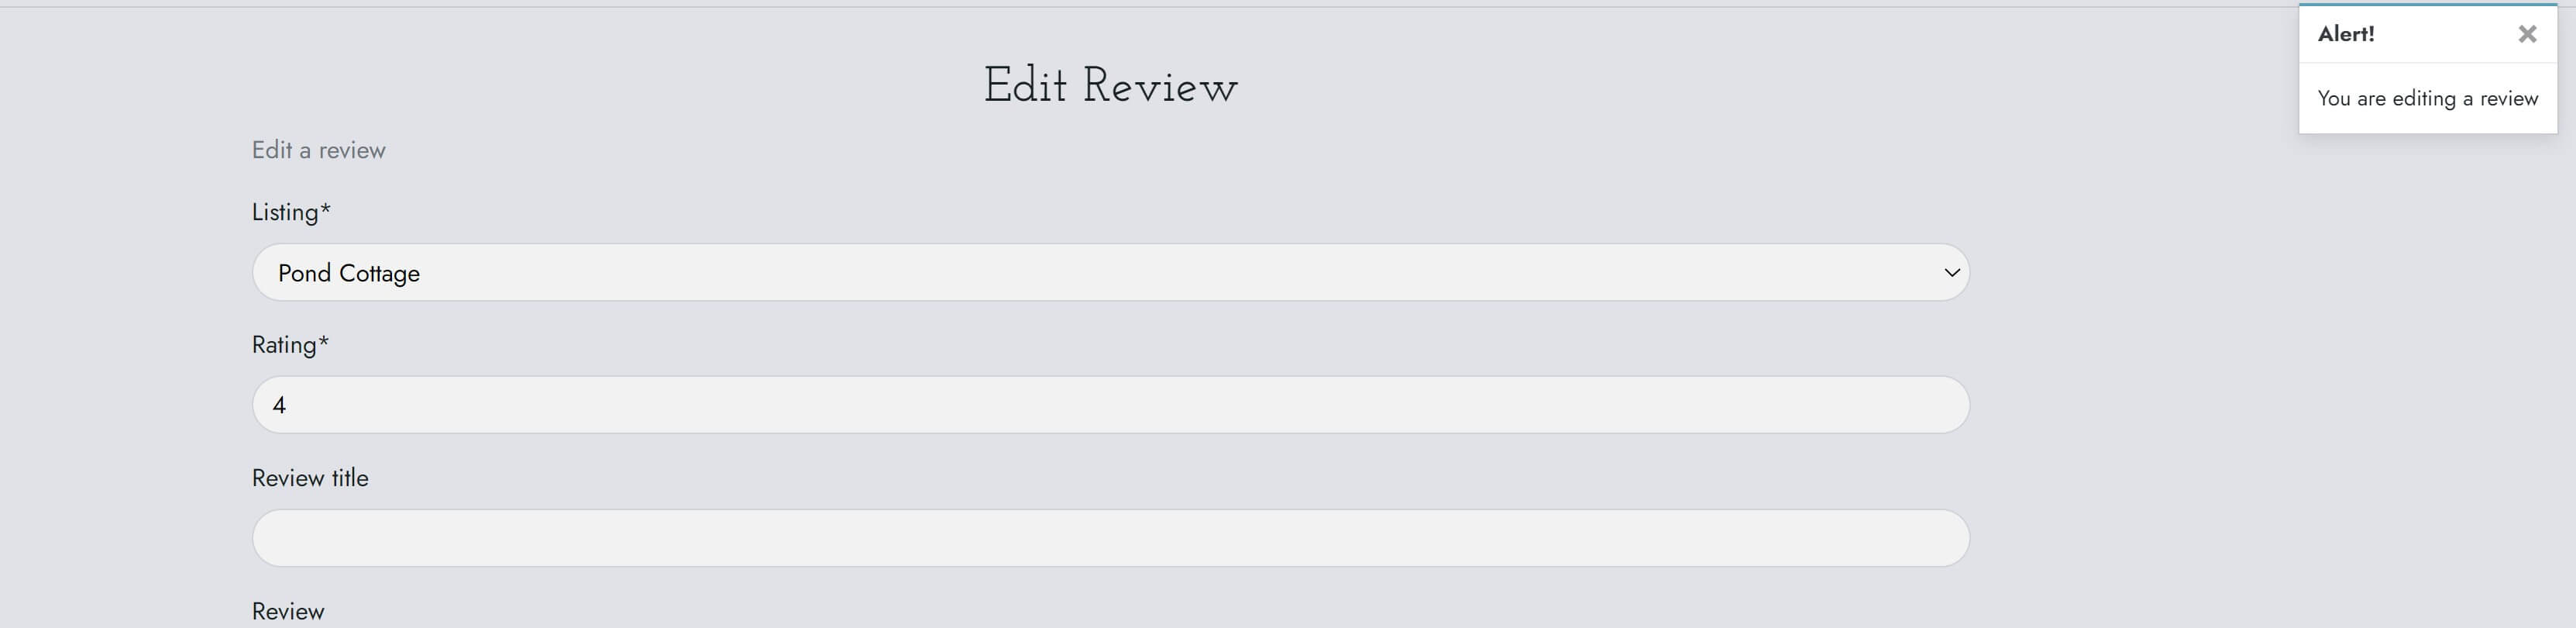 Alert!
You are editing a review
Edit Review
Edit a review
Listing*
Pond Cottage
Rating*
4
Review title
Review